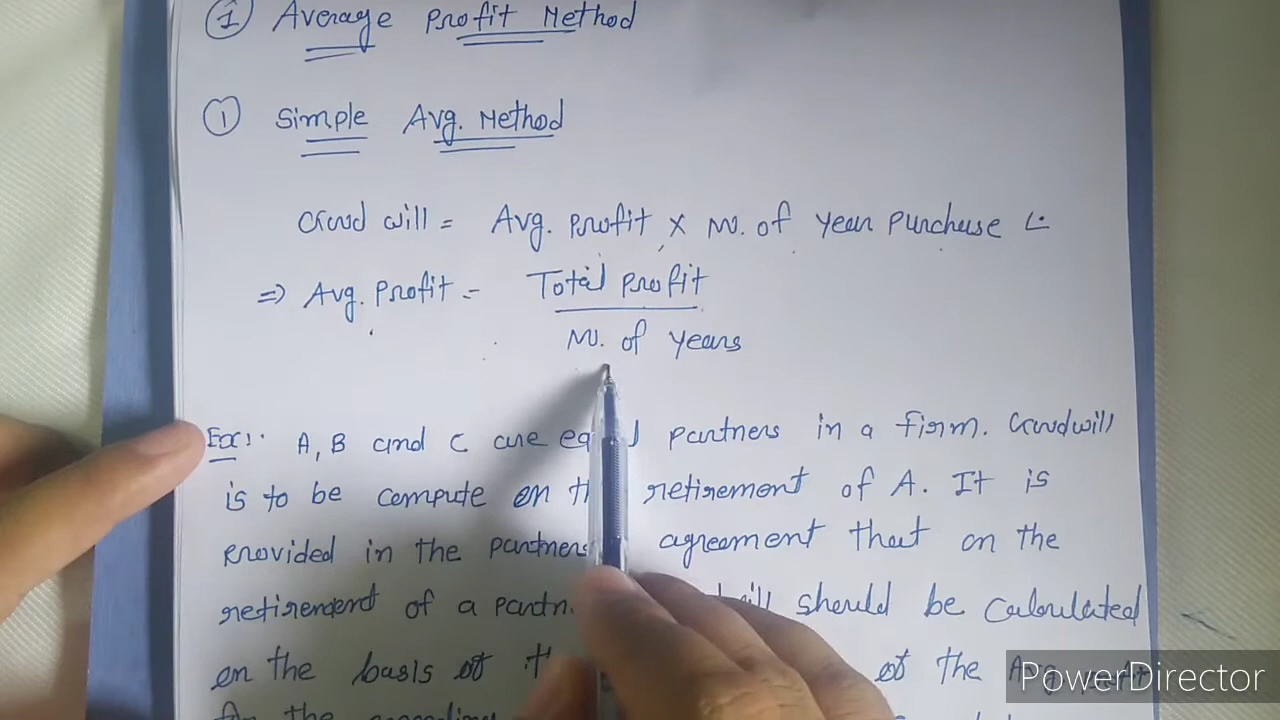 ① Average Profit Method
① Simple Avg. Method
Good will = Avg. Profit × No. of year purchase
⇒ Avg. Profit = Total Profit
No. of years
Ex:- A, B and C are equal partners in a firm. Goodwill
is to be compute on the retirement of A. It is
Provided in the partners agreement that on the
retirement of a partn. should be calculated
on the basis of of the Avg.
the
PowerDirector